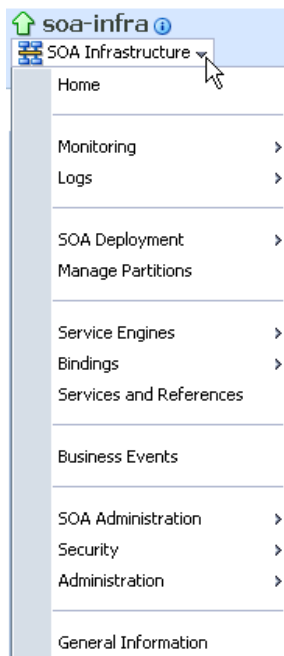 soa-infra
SOA Infrastructure
Home
Monitoring
Logs
SOA Deployment
Manage Partitions
Service Engines
Bindings
Services and References
Business Events
SOA Administration
Security
Administration
General Information